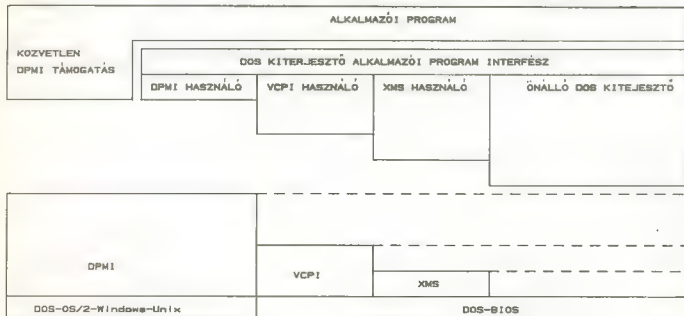 ALKALMAZÓI PROGRAM
KÖZVETLEN
DPMI TÁMOGATÁS
DOS KITERJESZTŐ ALKALMAZÓI PROGRAM INTERFÉSZ
DPMI HASZNÁLÓ
VCPI HASZNÁLÓ
XMS HASZNÁLÓ
ÖNÁLLÓ DOS KITEJESZTŐ
DPMI
VCPI
XMS
DOS-OS/2-Windows-Unix
DOS-BIOS